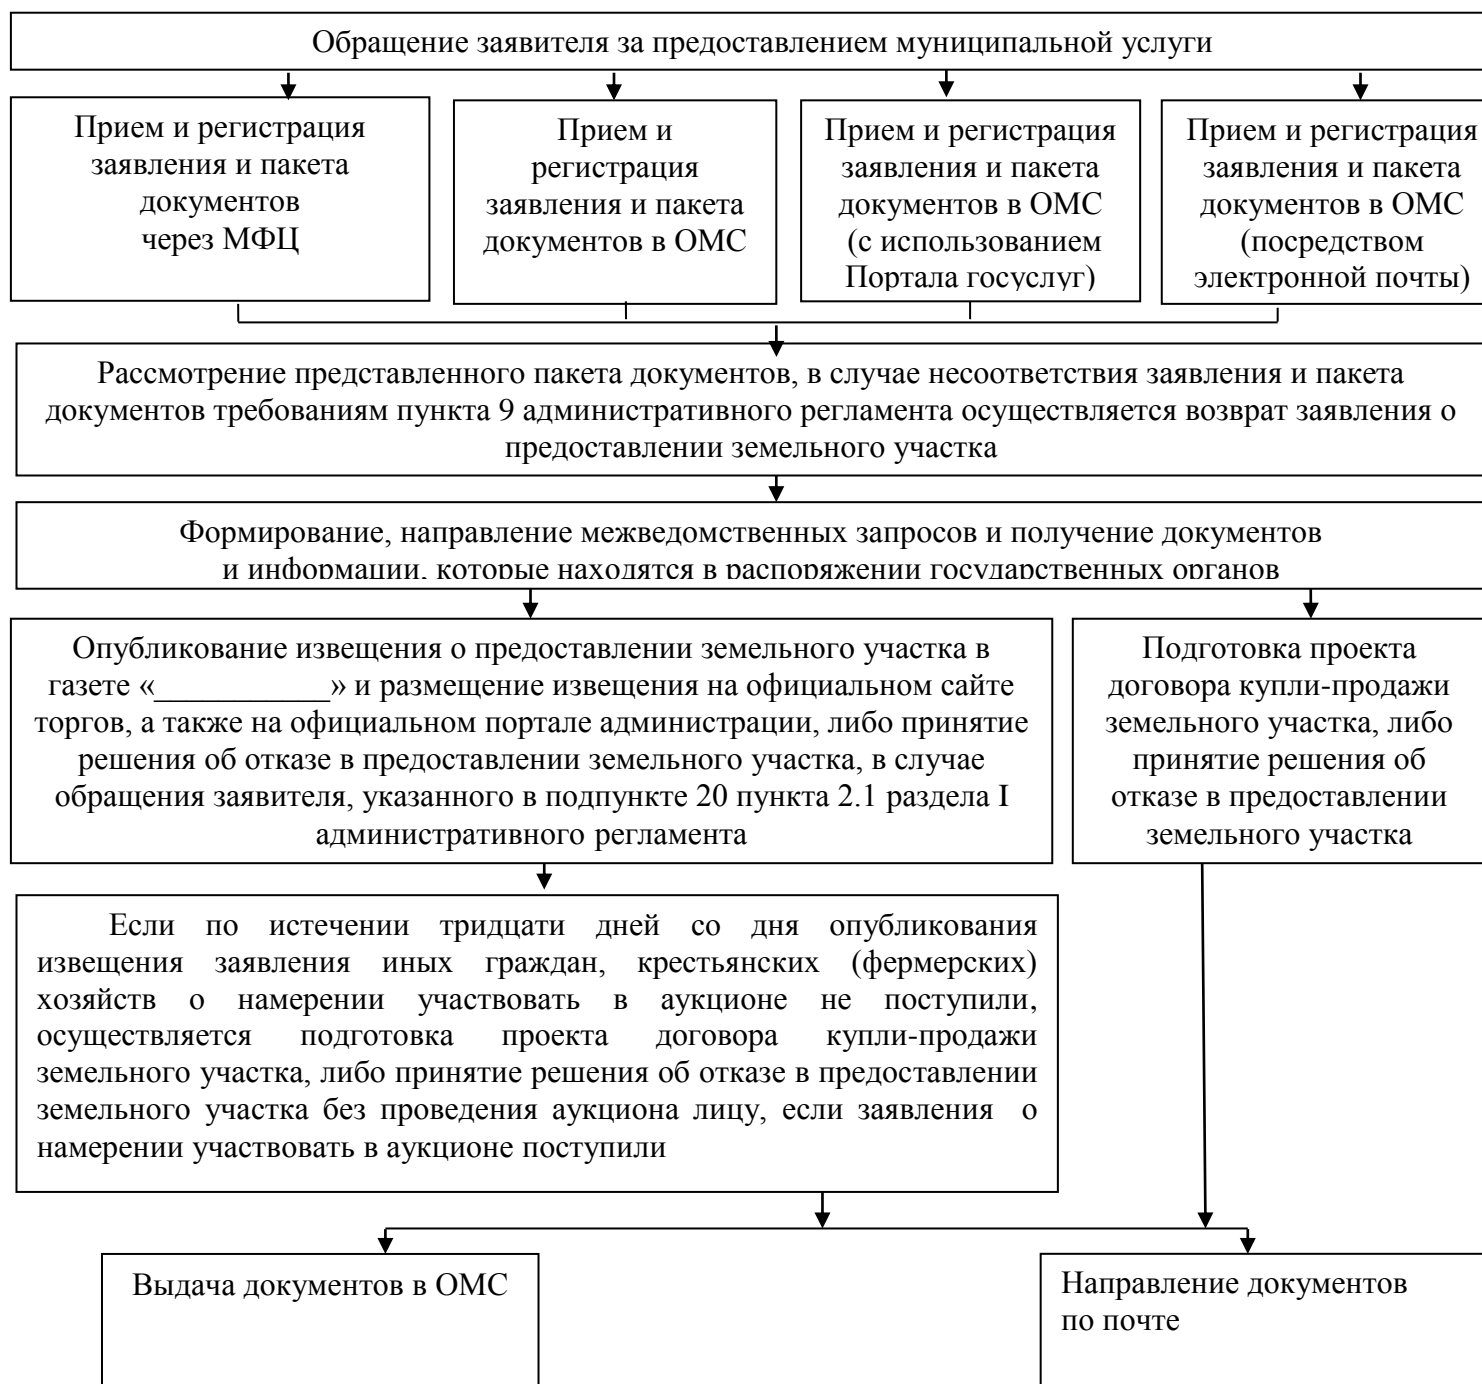 Обращение заявителя за предоставлением муниципальной услуги
Прием и регистрация
заявления и пакета
документов
через МФЦ
Прием и
регистрация
заявления и пакета
документов в ОМС
Прием и регистрация
заявления и пакета
документов в ОМС
(с использованием
Портала госуслуг)
Прием и регистрация
заявления и пакета
документов в ОМС
(посредством
электронной почты)
Рассмотрение представленного пакета документов, в случае несоответствия заявления и пакета
документов требованиям пункта 9 административного регламента осуществляется возврат заявления о
предоставлении земельного участка
Формирование, направление межведомственных запросов и получение документов
и информации, которые находятся в распоряжении государственных органов
Опубликование извещения о предоставлении земельного участка в
газете «___________» и размещение извещения на официальном сайте
торгов, а также на официальном портале администрации, либо принятие
решения об отказе в предоставлении земельного участка, в случае
обращения заявителя, указанного в подпункте 20 пункта 2.1 раздела I
административного регламента
Подготовка проекта
договора купли-продажи
земельного участка, либо
принятие решения об
отказе в предоставлении
земельного участка
Если по истечении тридцати дней со дня опубликования
извещения заявления иных граждан, крестьянских (фермерских)
хозяйств о намерении участвовать в аукционе не поступили,
осуществляется подготовка проекта договора купли-продажи
земельного участка, либо принятие решения об отказе в предоставлении
земельного участка без проведения аукциона лицу, если заявления о
намерении участвовать в аукционе поступили
Выдача документов в ОМС
Направление документов
по почте